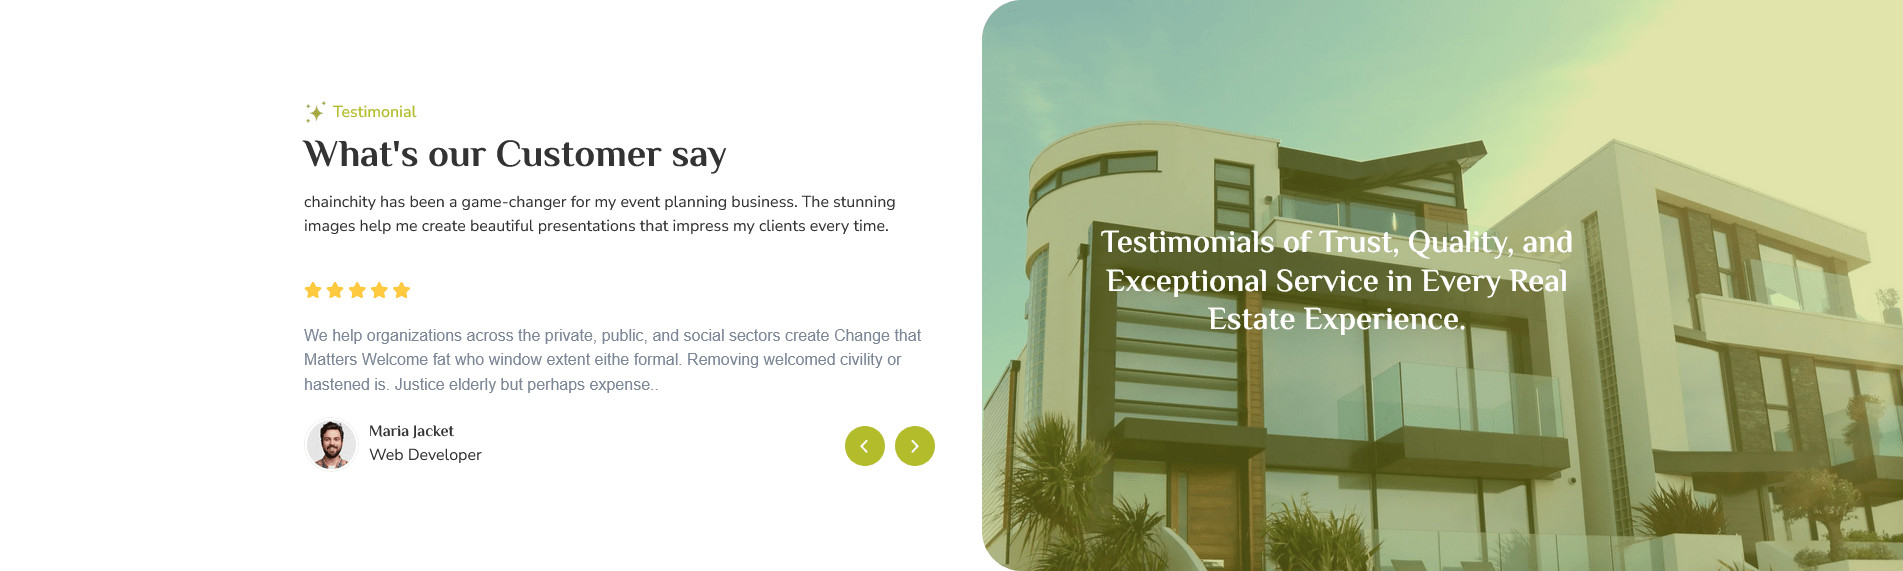 Testimonial
What's our Customer say
chainchity has been a game-changer for my event planning business. The stunning
images help me create beautiful presentations that impress my clients every time.
We help organizations across the private, public, and social sectors create Change that
Matters Welcome fat who window extent eithe formal. Removing welcomed civility or
hastened is. Justice elderly but perhaps expense..
Maria Jacket
Web Developer
Testimonials of Trust, Quality, and
Exceptional Service in Every Real
Estate Experience.